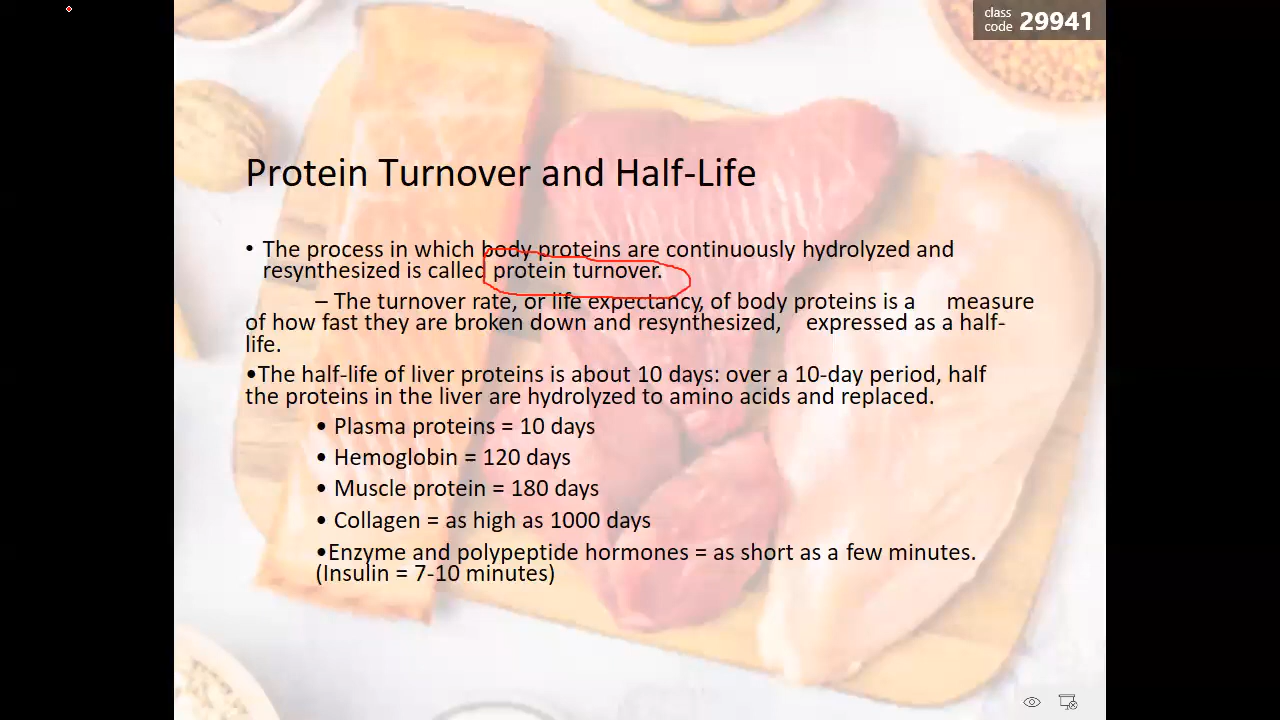 class
code 29941
Protein Turnover and Half-Life
• The process in which body proteins are continuously hydrolyzed and
resynthesized is called protein turnover.
– The turnover rate, or life expectancy, of body proteins is a measure
of how fast they are broken down and resynthesized, expressed as a half-
life.
•The half-life of liver proteins is about 10 days: over a 10-day period, half
the proteins in the liver are hydrolyzed to amino acids and replaced.
• Plasma proteins = 10 days
• Hemoglobin = 120 days
• Muscle protein = 180 days
• Collagen = as high as 1000 days
•Enzyme and polypeptide hormones = as short as a few minutes.
(Insulin = 7-10 minutes)